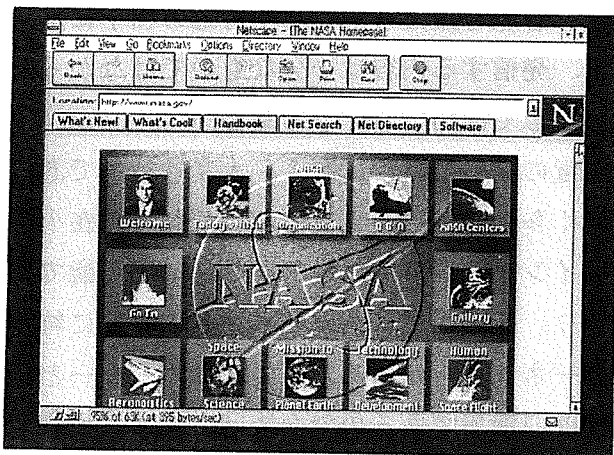 Netscape - [The NASA Homepage]
File Edit View Go Bookmarks Options Directory Window Help
Back Home Reload Open Print Find Stop
Location: http://www.nasa.gov/
What's New! What's Cool! Handbook Net Search Net Directory Software
N
Welcome Today @ NASA Organization Q & A NASA Centers
NASA
Go To Gallery
Space Mission To Technology Human
Aeronautics Science Planet Earth Development Space Flight
95% of 63K (at 895 bytes/sec)